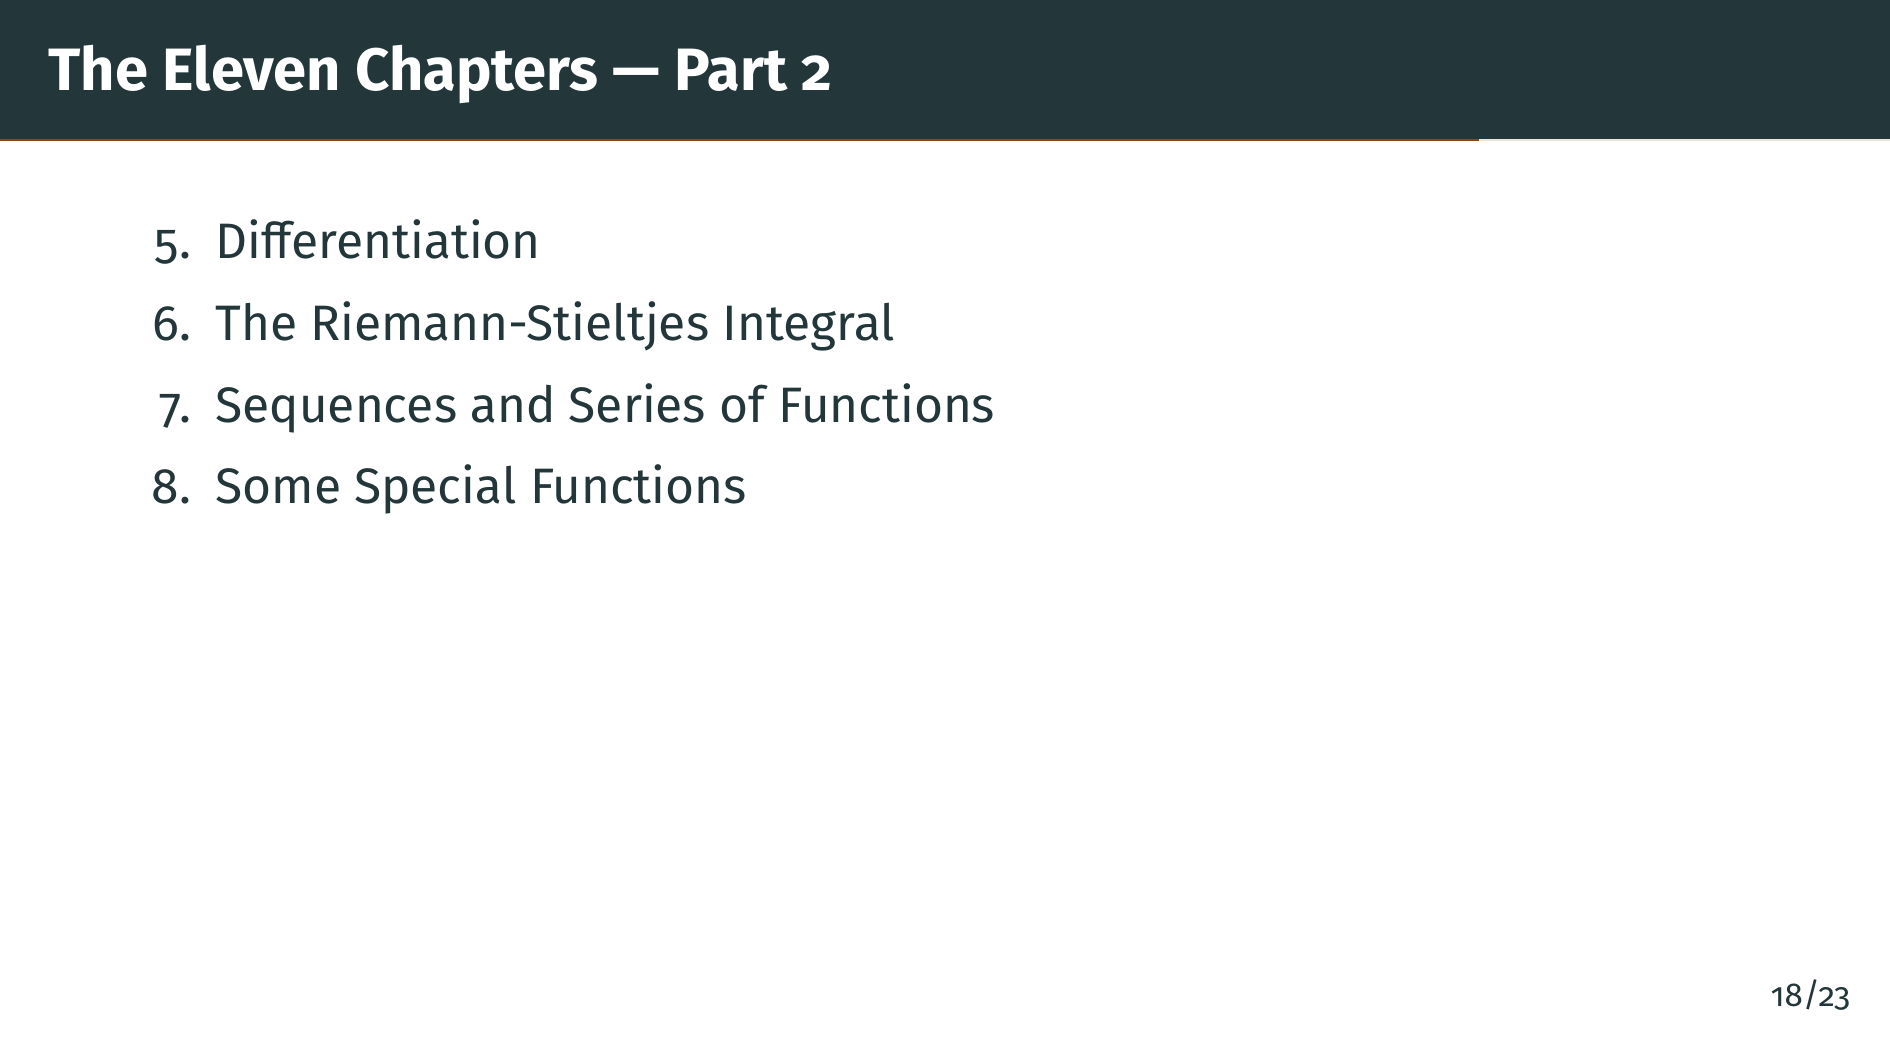 The Eleven Chapters — Part 2
5. Differentiation
6. The Riemann-Stieltjes Integral
7. Sequences and Series of Functions
8. Some Special Functions
18/23